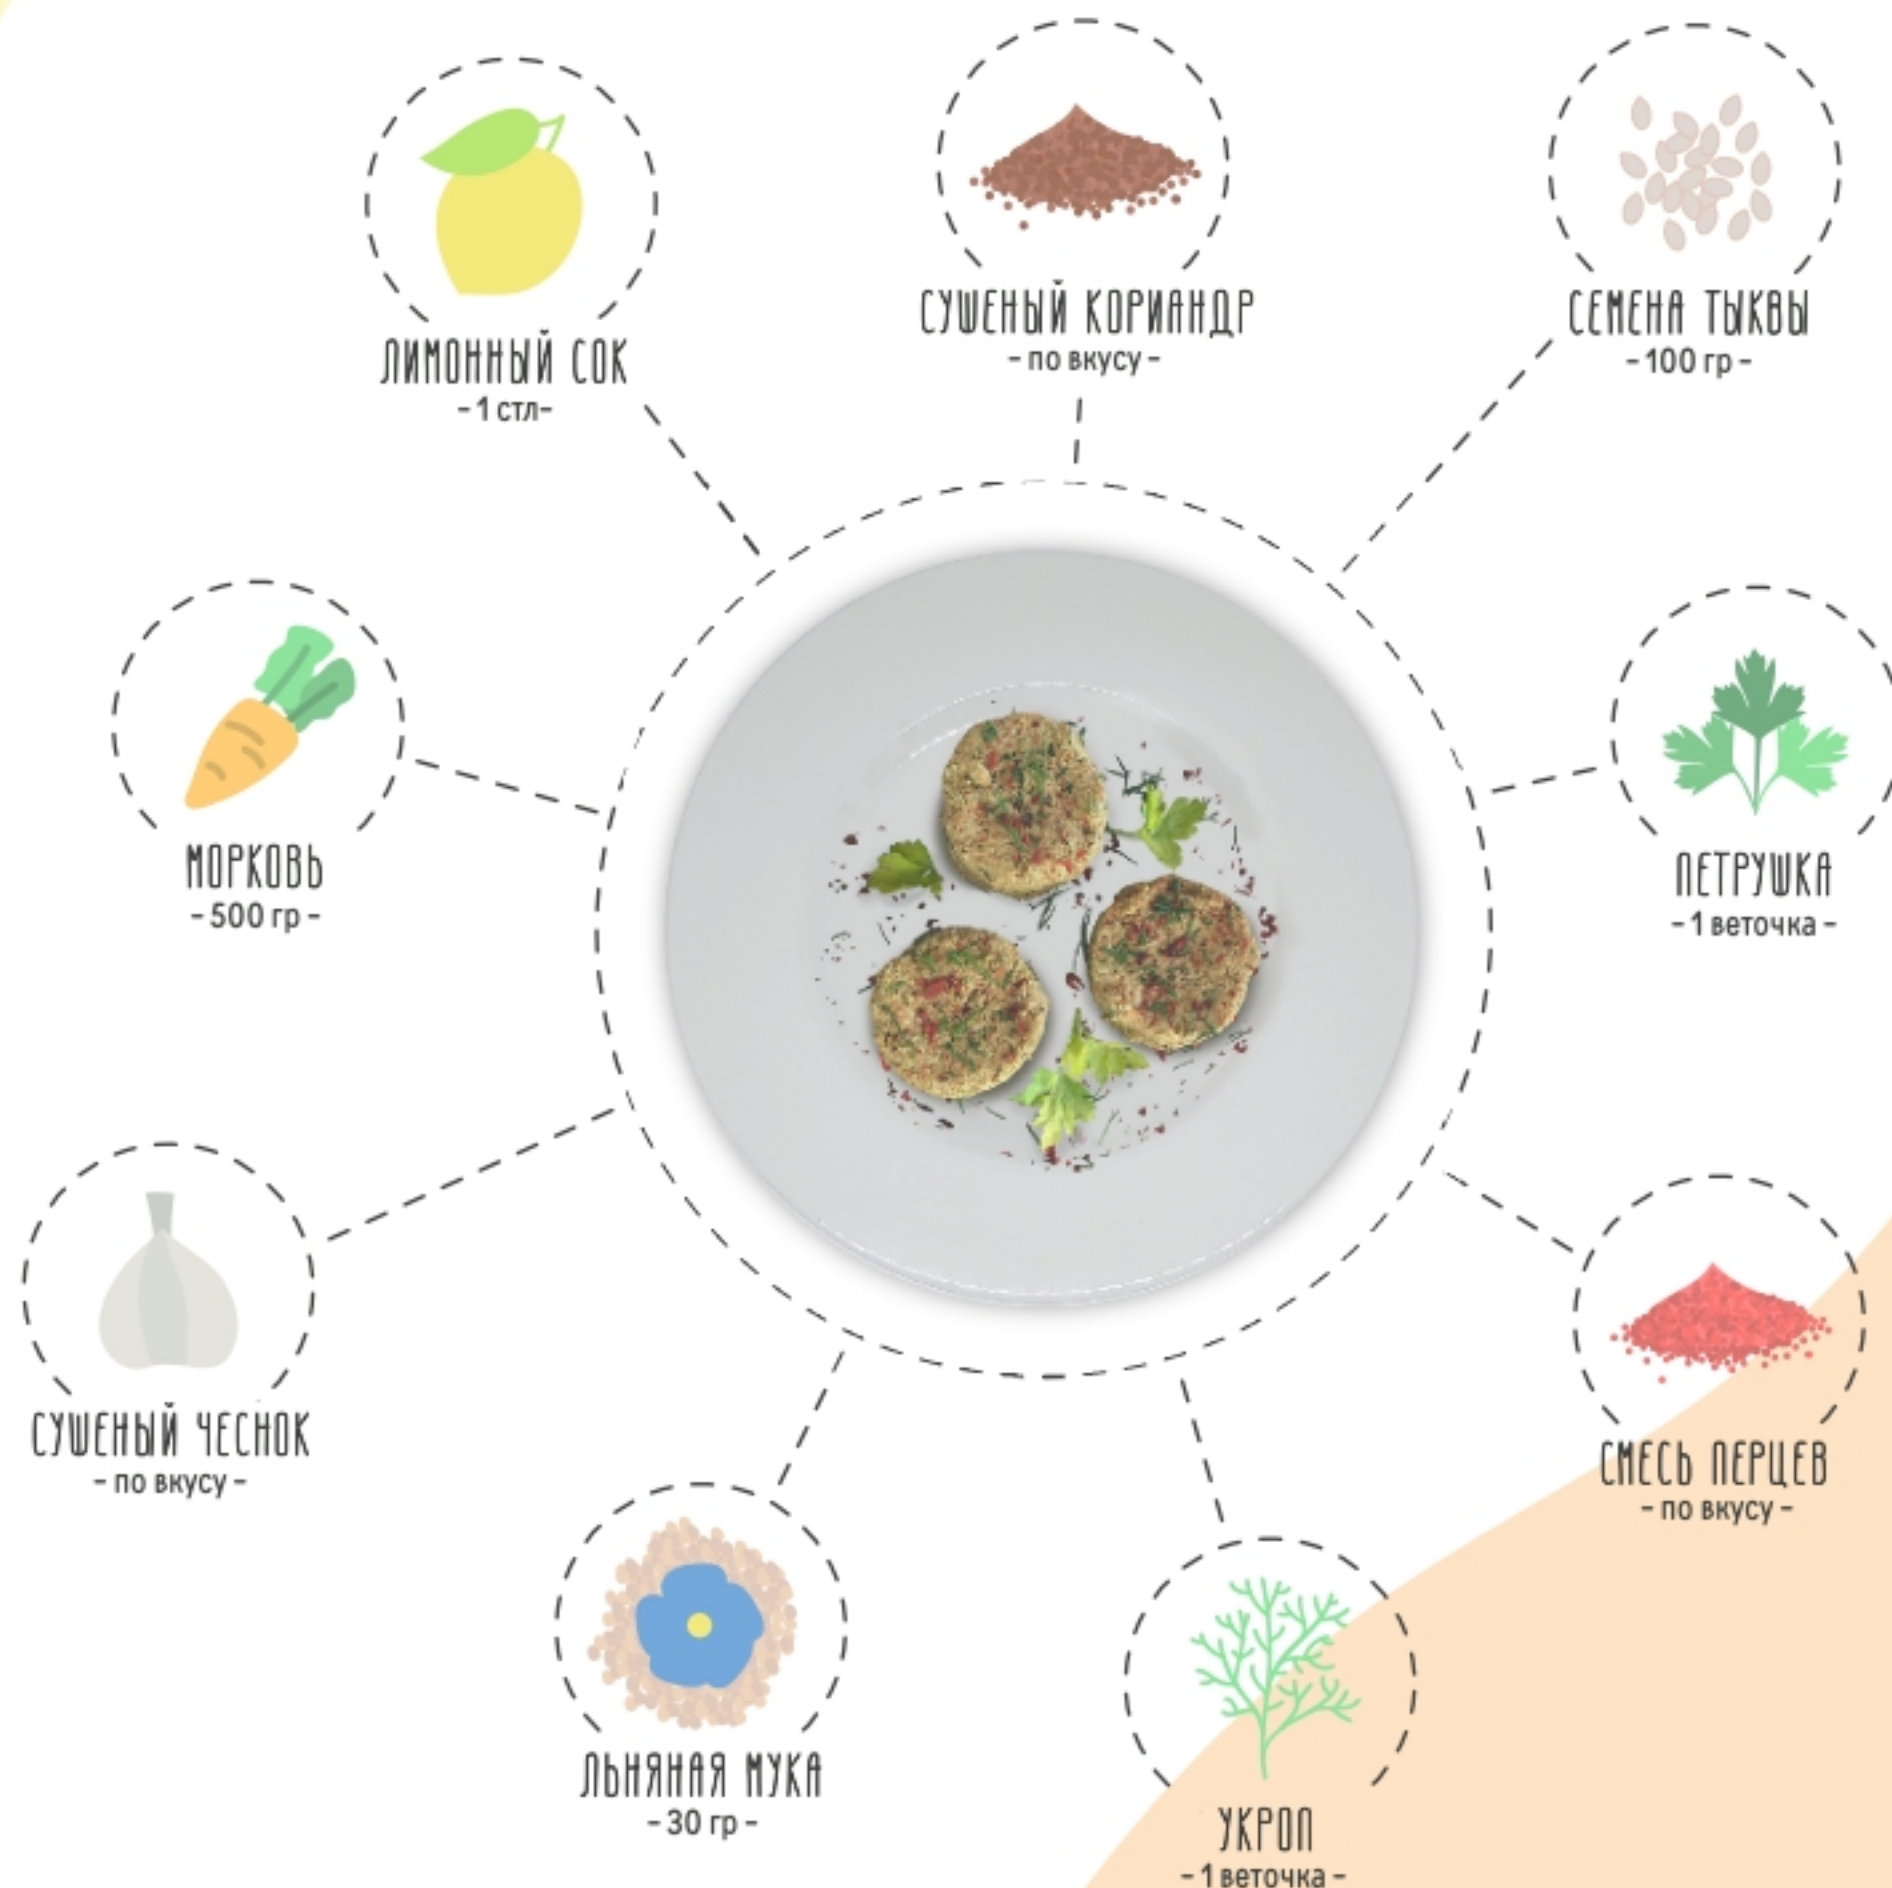 ЛИМОННЫЙ СОК
-1 стл-
СУШЕНЫЙ КОРИАНДР
- по вкусу -
СЕМЕНА ТЫКВЫ
-100 гр -
МОРКОВЬ
- 500 гр -
ПЕТРУШКА
- 1 веточка -
СУШЕНЫЙ ЧЕСНОК
- по вкусу -
СМЕСЬ ПЕРЦЕВ
- по вкусу -
ЛЬНЯНАЯ МУКА
- 30 гр -
УКРОП
- 1 веточка -